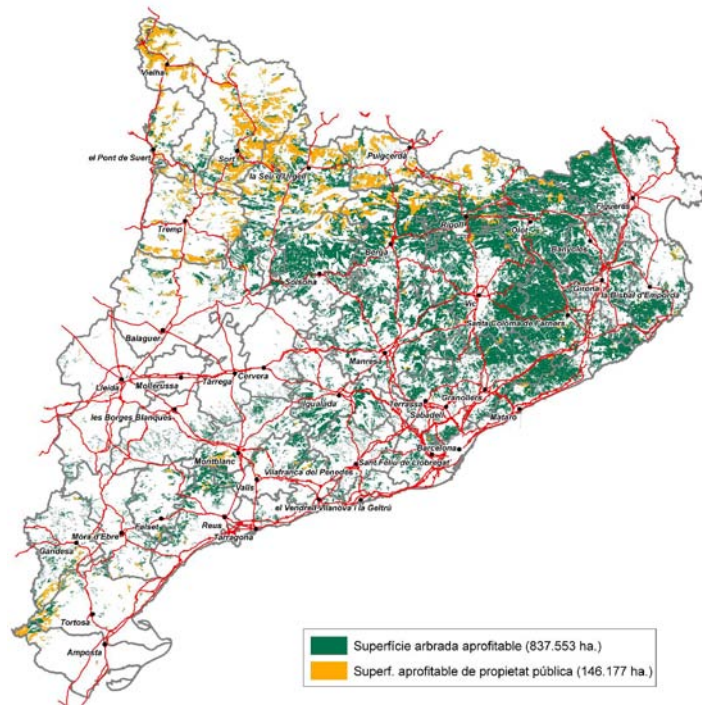 Vielha
el Pont de Suert
Sort
la Seu d'Urgell
Puigcerda
Tremp
Berga
Ripoll
Olot
Figueres
Banyoles
Girona
la Bisbal d'Emporda
Solsona
Vic
Santa Coloma de Farners
Balaguer
Manresa
Lleida
Mollerussa
Tàrrega
Cervera
Igualada
Terrassa
Sabadell
Granollers
Mataró
les Borges Blanques
Barcelona
Montblanc
Sant Feliu de Llobregat
Vilafranca del Penedes
Valls
el Vendrell
Vilanova i la Geltrú
Falset
Reus
Tarragona
Móra d'Ebre
Gandesa
Tortosa
Amposta
Superfície arbrada aprofitable (837.553 ha.)
Superf. aprofitable de propietat pública (146.177 ha.)